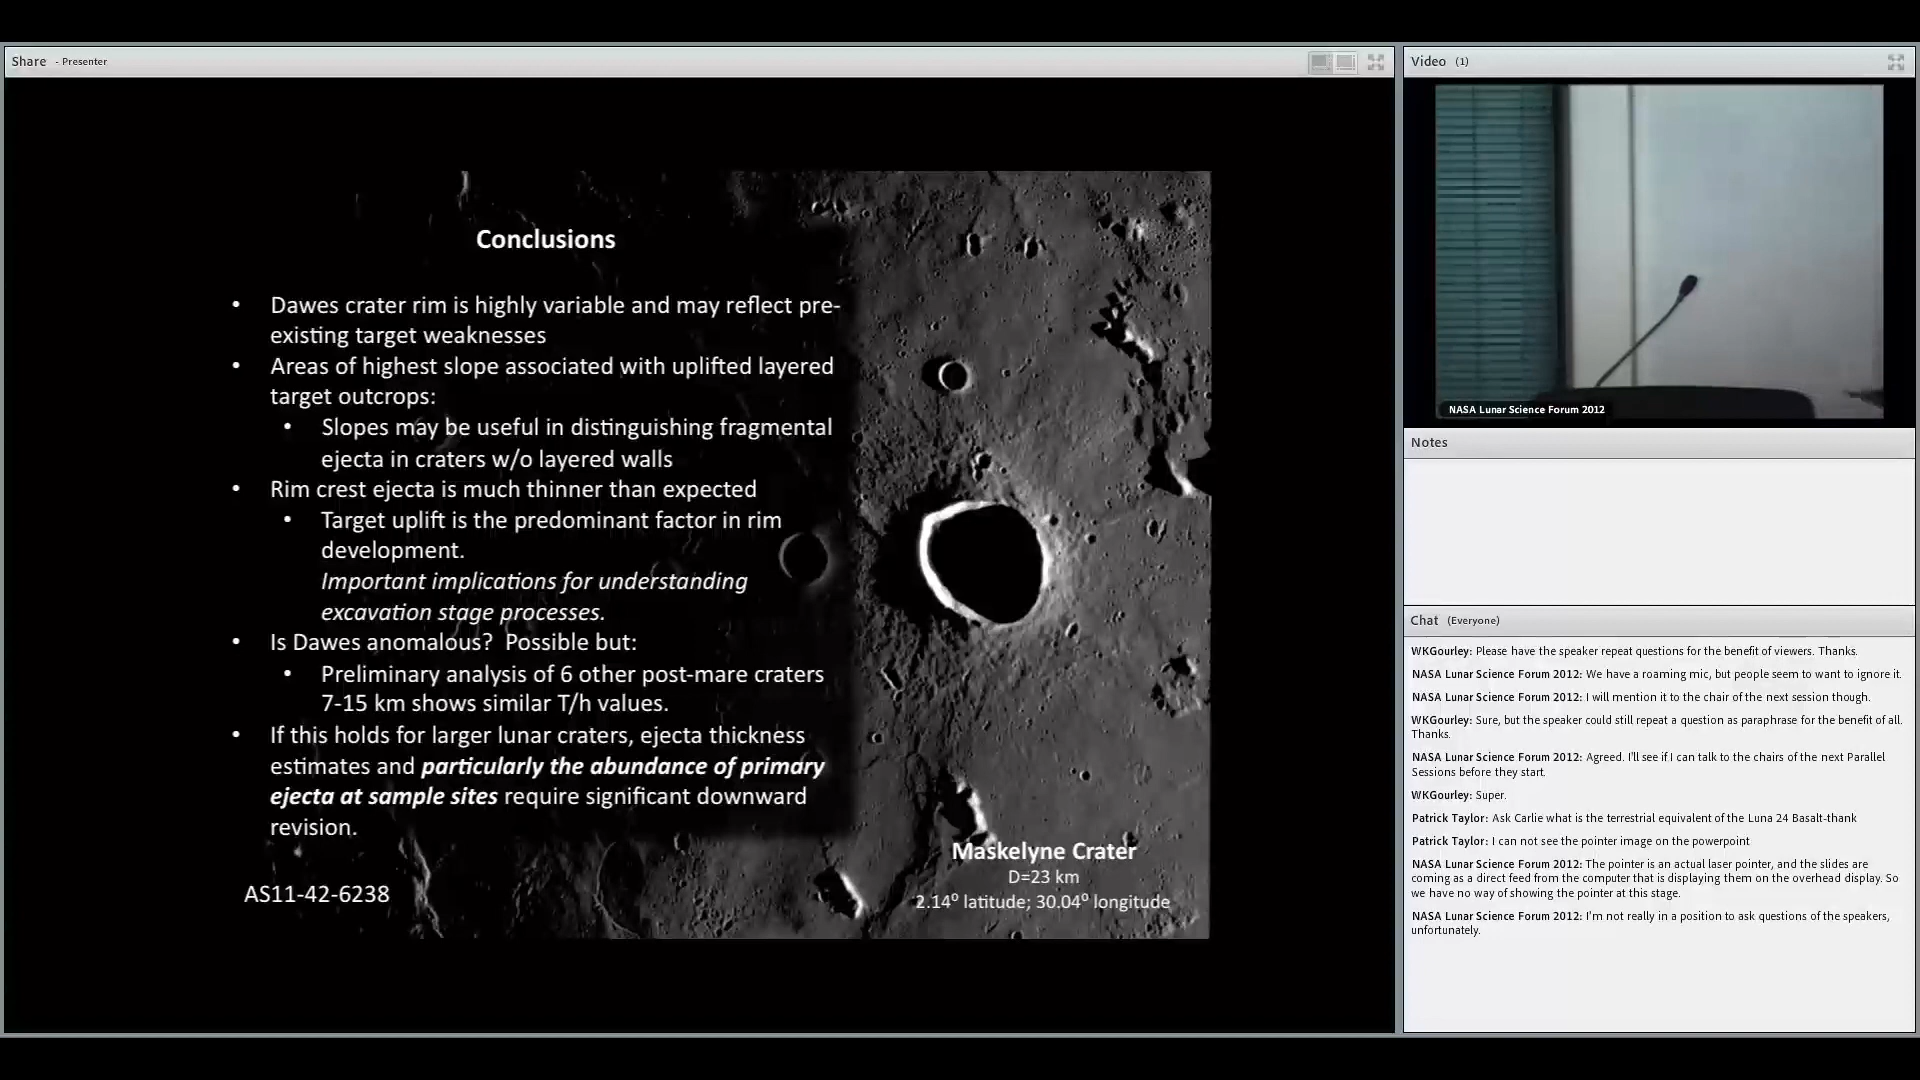 Share - Presenter
Conclusions
• Dawes crater rim is highly variable and may reflect pre-
existing target weaknesses
• Areas of highest slope associated with uplifted layered
target outcrops:
• Slopes may be useful in distinguishing fragmental
ejecta in craters w/o layered walls
• Rim crest ejecta is much thinner than expected
• Target uplift is the predominant factor in rim
development.
Important implications for understanding
excavation stage processes.
• Is Dawes anomalous? Possible but:
• Preliminary analysis of 6 other post-mare craters
7-15 km shows similar T/h values.
• If this holds for larger lunar craters, ejecta thickness
estimates and particularly the abundance of primary
ejecta at sample sites require significant downward
revision.
AS11-42-6238
Maskelyne Crater
D=23 km
2.14º latitude; 30.04º longitude
Video (1)
NASA Lunar Science Forum 2012
Notes
Chat (Everyone)
WKGourley: Please have the speaker repeat questions for the benefit of viewers. Thanks.
NASA Lunar Science Forum 2012: We have a roaming mic, but people seem to want to ignore it.
NASA Lunar Science Forum 2012: I will mention it to the chair of the next session though.
WKGourley: Sure, but the speaker could still repeat a question as paraphrase for the benefit of all.
Thanks.
NASA Lunar Science Forum 2012: Agreed. I'll see if I can talk to the chairs of the next Parallel
Sessions before they start.
WKGourley: Super.
Patrick Taylor: Ask Carlie what is the terrestrial equivalent of the Luna 24 Basalt-thank
Patrick Taylor: I can not see the pointer image on the powerpoint
NASA Lunar Science Forum 2012: The pointer is an actual laser pointer, and the slides are
coming as a direct feed from the computer that is displaying them on the overhead display. So
we have no way of showing the pointer at this stage.
NASA Lunar Science Forum 2012: I'm not really in a position to ask questions of the speakers,
unfortunately.